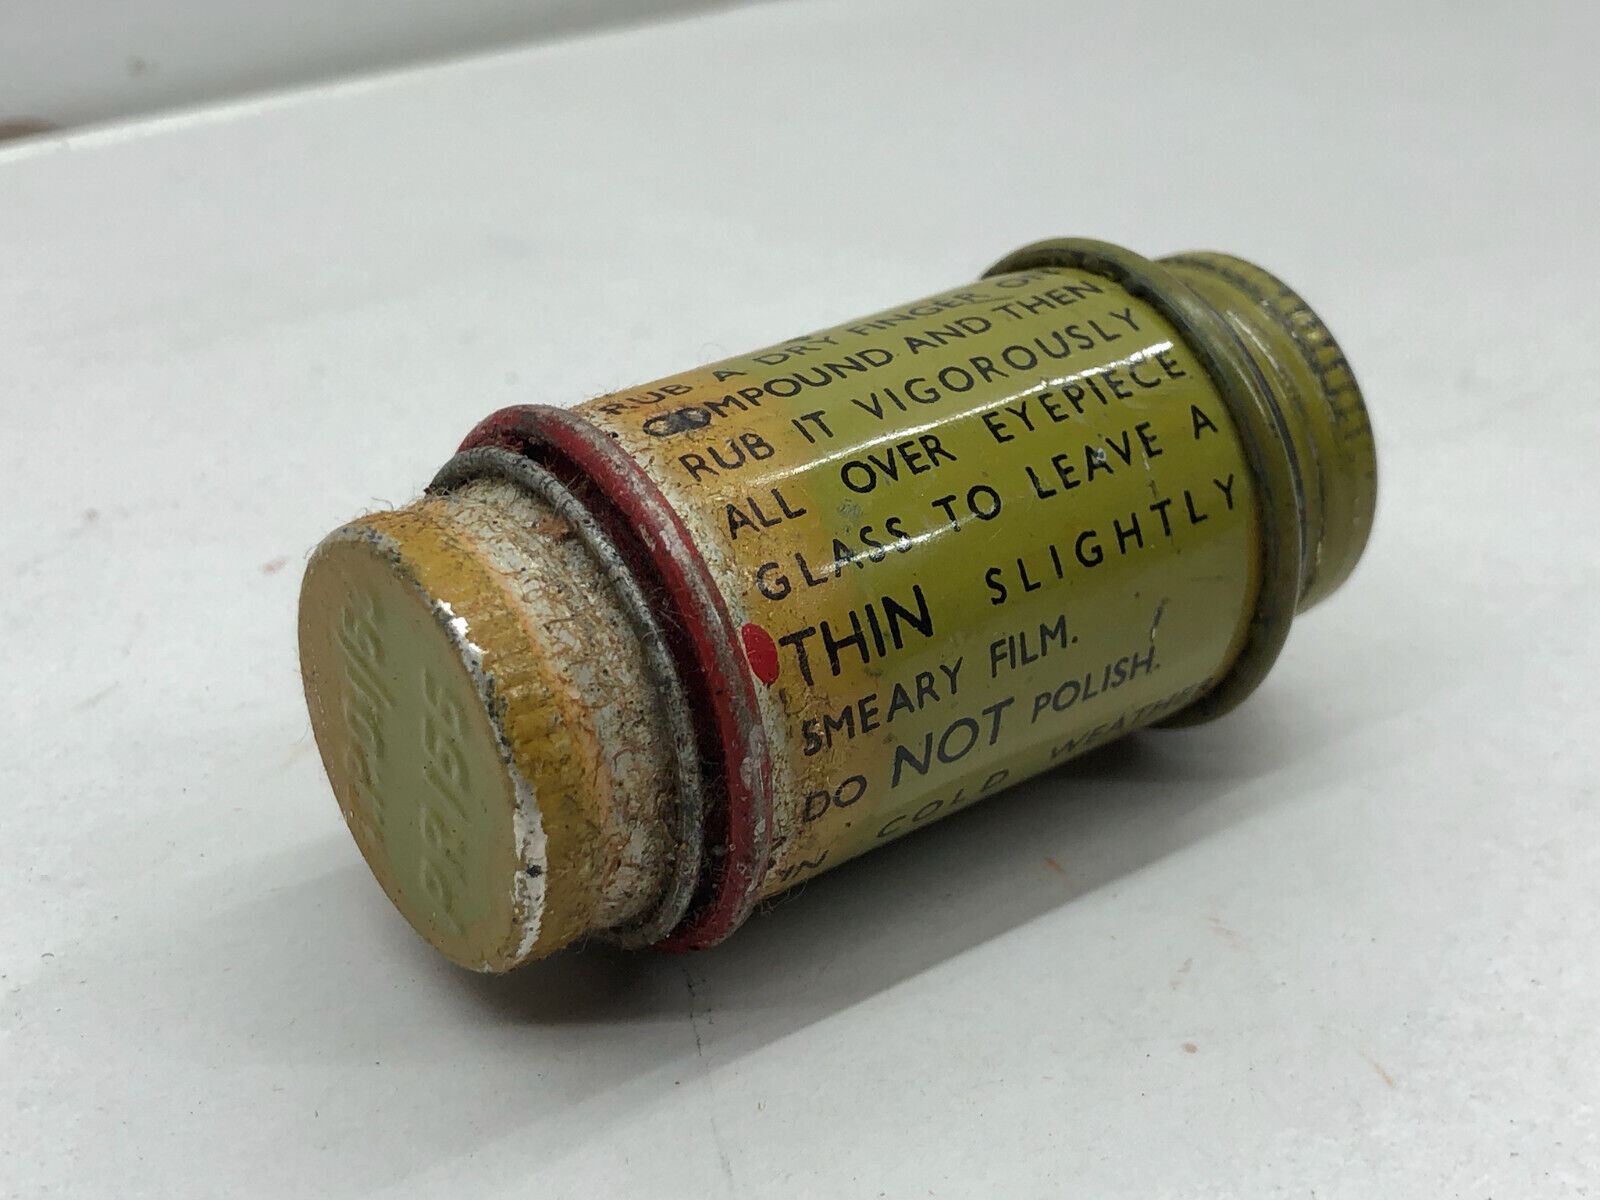 RUB A DRY FINGER ON
COMPOUND AND THEN
RUB IT VIGOROUSLY
ALL OVER EYEPIECE
GLASS TO LEAVE A
THIN SLIGHTLY
SMEARY FILM.
DO NOT POLISH.
IN COLD WEATHER